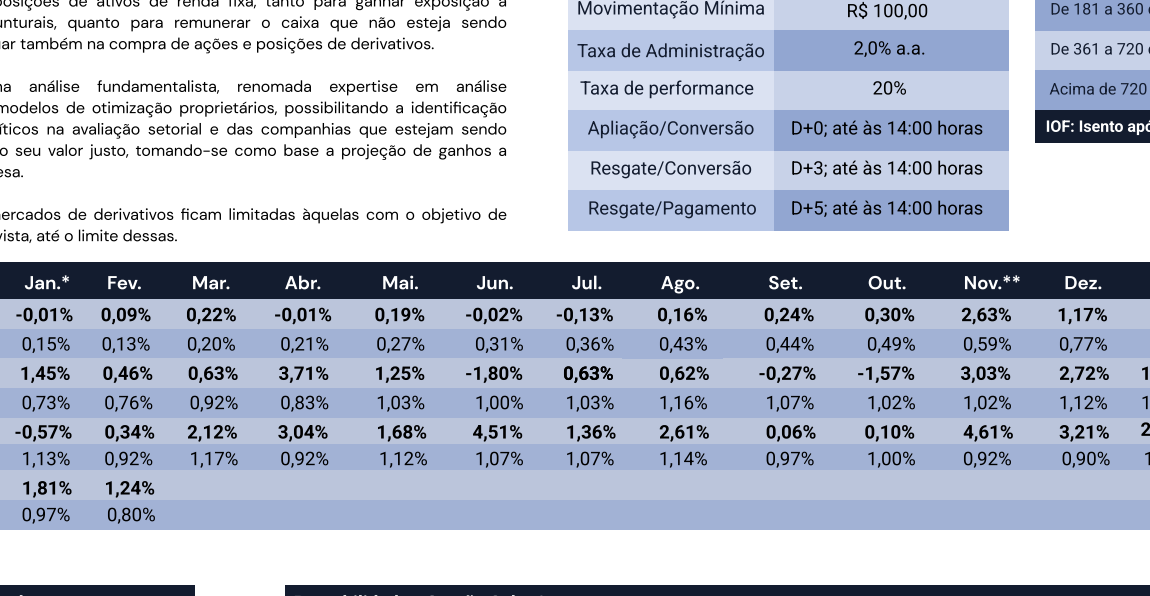 posições de ativos de renda fixa, tanto para ganhar exposição a
unturais, quanto para remunerar o caixa que não esteja sendo
uar também na compra de ações e posições de derivativos.
na análise fundamentalista, renomada expertise em análise
modelos de otimização proprietários, possibilitando a identificação
íticos na avaliação setorial e das companhias que estejam sendo
o seu valor justo, tomando-se como base a projeção de ganhos a
esa.
nercados de derivativos ficam limitadas àquelas com o objetivo de
vista, até o limite dessas.
Movimentação Mínima R$ 100,00
Taxa de Administração 2,0% a.a.
Taxa de performance 20%
Apliação/Conversão D+0; até às 14:00 horas
Resgate/Conversão D+3; até às 14:00 horas
Resgate/Pagamento D+5; até às 14:00 horas
De 181 a 360
De 361 a 720
Acima de 720
IOF: Isento apó
Jan.* Fev. Mar. Abr. Mai. Jun. Jul. Ago. Set. Out. Nov.** Dez.
-0,01% 0,09% 0,22% -0,01% 0,19% -0,02% -0,13% 0,16% 0,24% 0,30% 2,63% 1,17%
0,15% 0,13% 0,20% 0,21% 0,27% 0,31% 0,36% 0,43% 0,44% 0,49% 0,59% 0,77%
1,45% 0,46% 0,63% 3,71% 1,25% -1,80% 0,63% 0,62% -0,27% -1,57% 3,03% 2,72% 1
0,73% 0,76% 0,92% 0,83% 1,03% 1,00% 1,03% 1,16% 1,07% 1,02% 1,02% 1,12% 1
-0,57% 0,34% 2,12% 3,04% 1,68% 4,51% 1,36% 2,61% 0,06% 0,10% 4,61% 3,21% 2
1,13% 0,92% 1,17% 0,92% 1,12% 1,07% 1,07% 1,14% 0,97% 1,00% 0,92% 0,90% 1
1,81% 1,24%
0,97% 0,80%